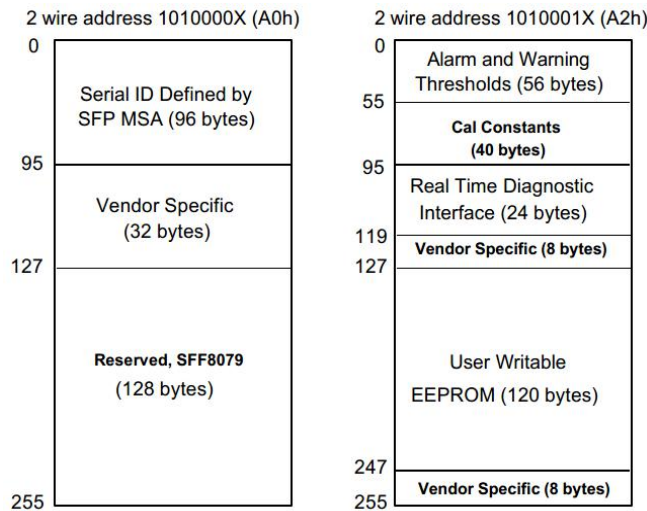 2 wire address 1010000X (A0h)
0
Serial ID Defined by
SFP MSA (96 bytes)
95
Vendor Specific
(32 bytes)
127
Reserved, SFF8079
(128 bytes)
255
2 wire address 1010001X (A2h)
0
Alarm and Warning
Thresholds (56 bytes)
55
Cal Constants
(40 bytes)
95
Real Time Diagnostic
Interface (24 bytes)
119
Vendor Specific (8 bytes)
127
User Writable
EEPROM (120 bytes)
247
Vendor Specific (8 bytes)
255